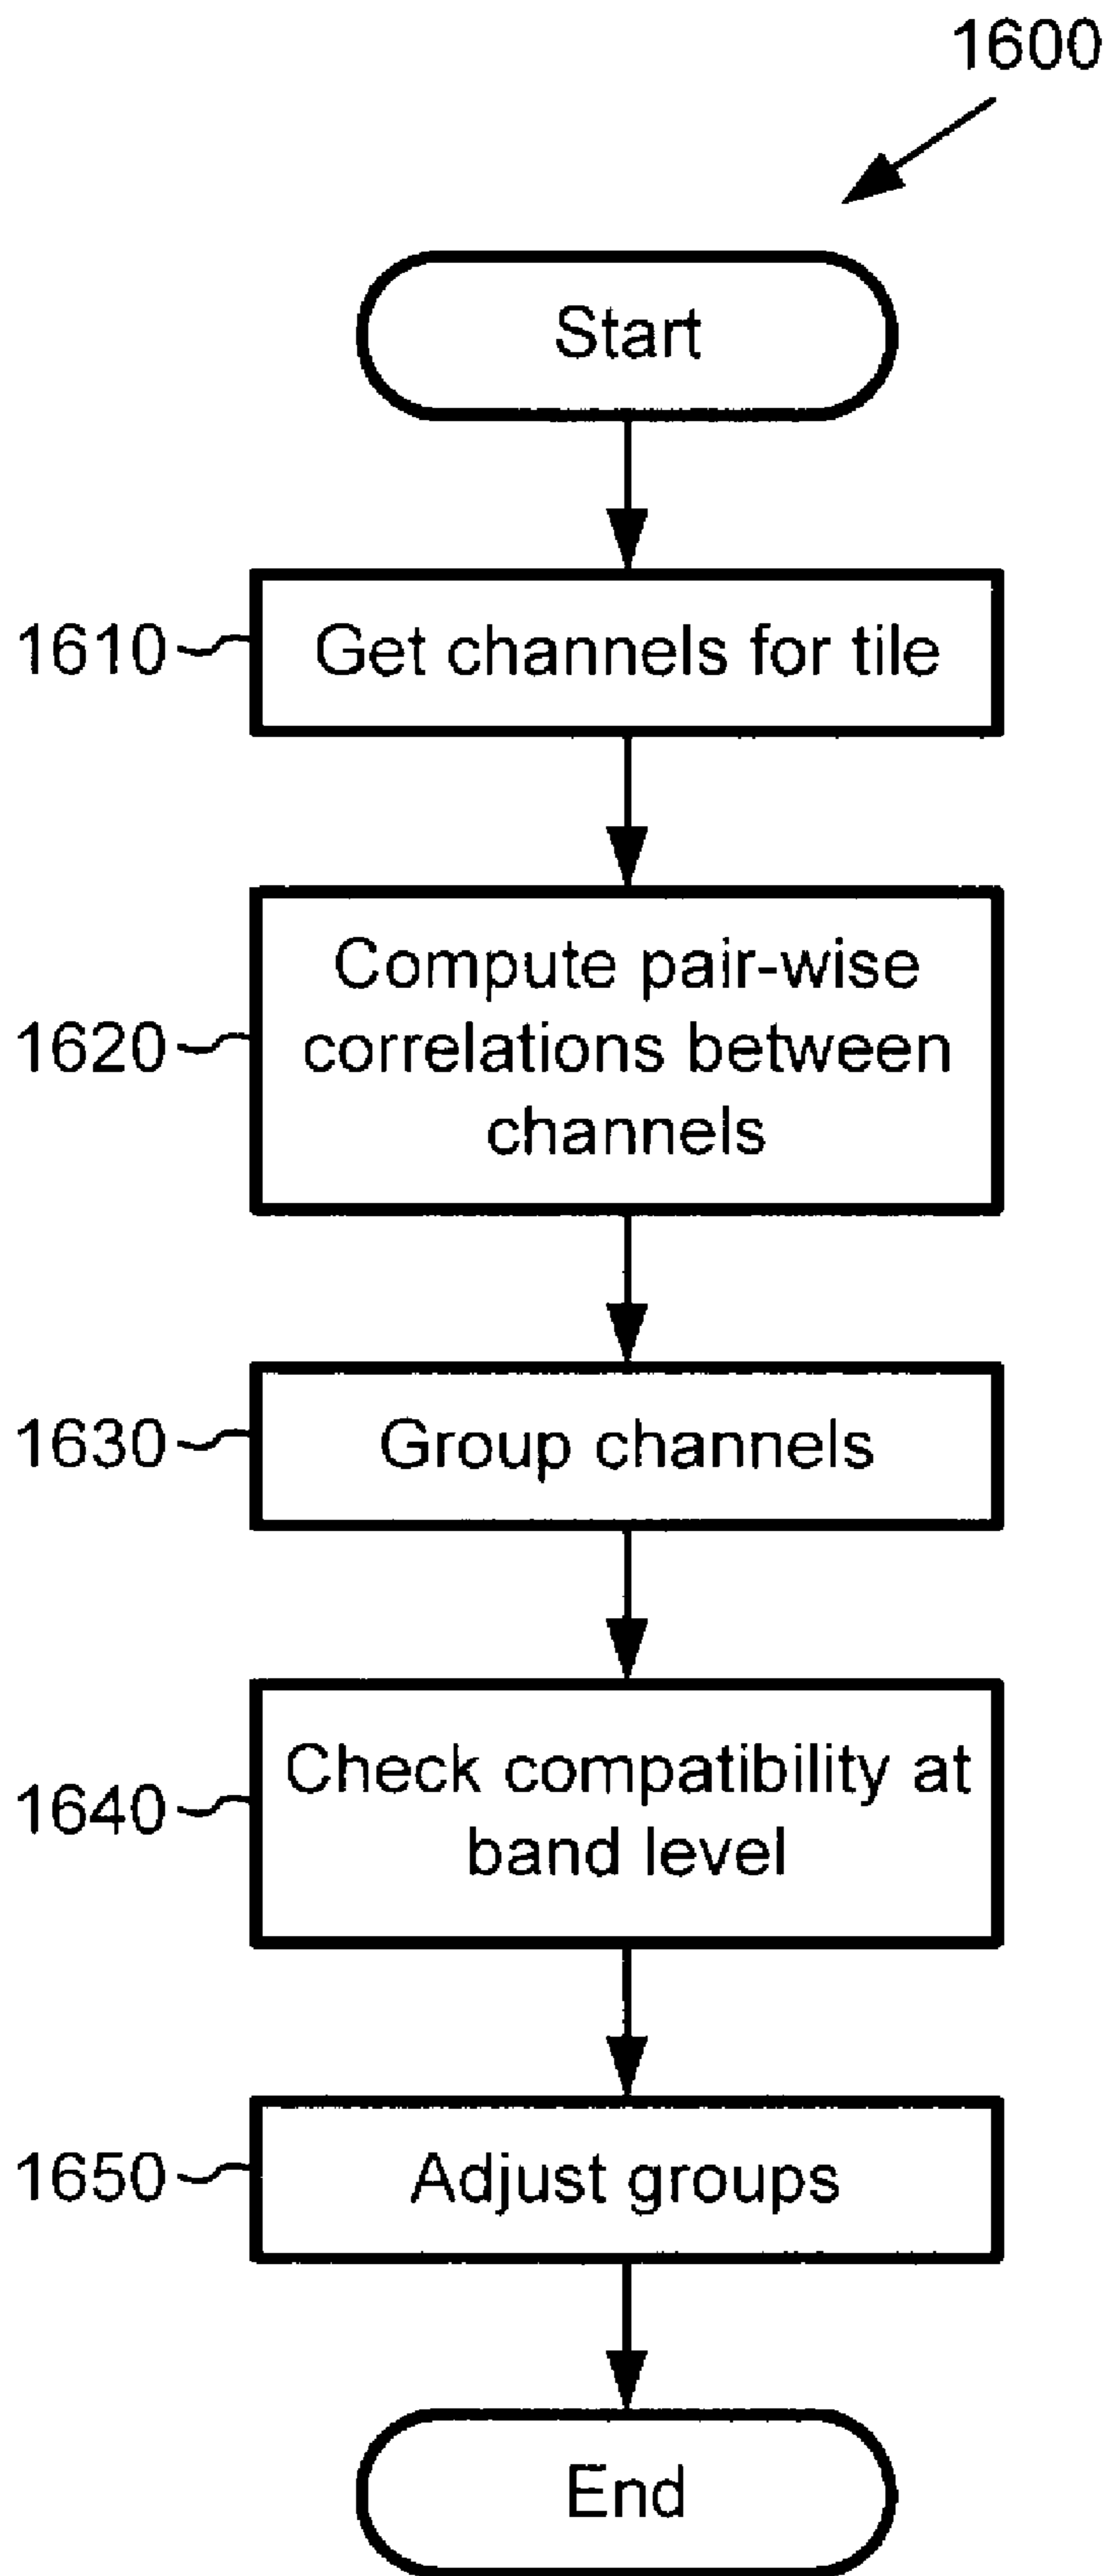 1600
Start
1610
Get channels for tile
1620
Compute pair-wise
correlations between
channels
1630
Group channels
1640
Check compatibility at
band level
1650
Adjust groups
End